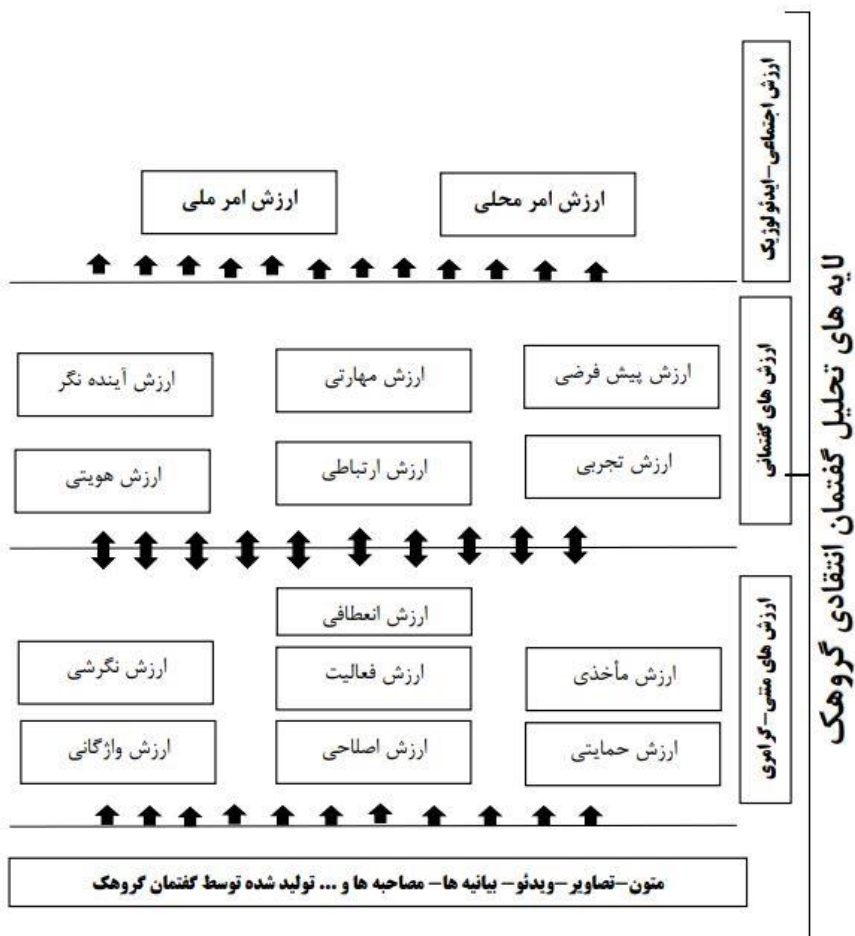 لایه های تحلیل گفتمان انتقادی گروهک
ارزش اجتماعی-ایدئولوژیک
ارزش امر محلی
ارزش امر ملی
ارزش های گفتمانی
ارزش پیش فرضی
ارزش مهارتی
ارزش آینده نگر
ارزش تجربی
ارزش ارتباطی
ارزش هویتی
ارزش های متنی-گرامری
ارزش انعطافی
ارزش مأخذی
ارزش فعالیت
ارزش نگرشی
ارزش حمایتی
ارزش اصلاحی
ارزش واژگانی
متون-تصاویر-ویدئو- بیانیه ها- مصاحبه ها و ... تولید شده توسط گفتمان گروهک